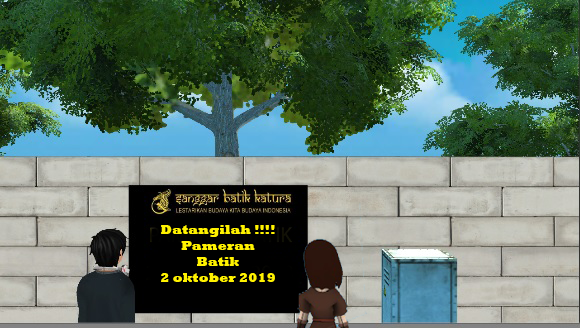 sanggar batik katura
LESTARIKAN BUDAYA KITA BUDAYA INDONESIA
Datangilah !!!!
Pameran
Batik
2 oktober 2019